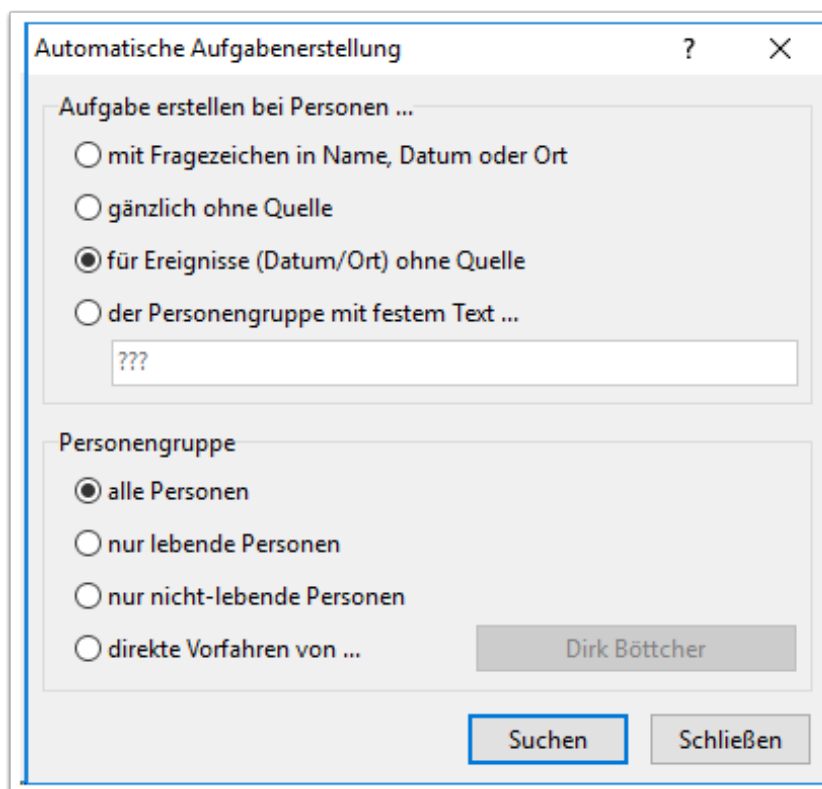 Automatische Aufgabenerstellung ?
Aufgabe erstellen bei Personen ...
mit Fragezeichen in Name, Datum oder Ort
gänzlich ohne Quelle
für Ereignisse (Datum/Ort) ohne Quelle
der Personengruppe mit festem Text ...
???
Personengruppe
alle Personen
nur lebende Personen
nur nicht-lebende Personen
direkte Vorfahren von ... Dirk Böttcher
Suchen Schließen